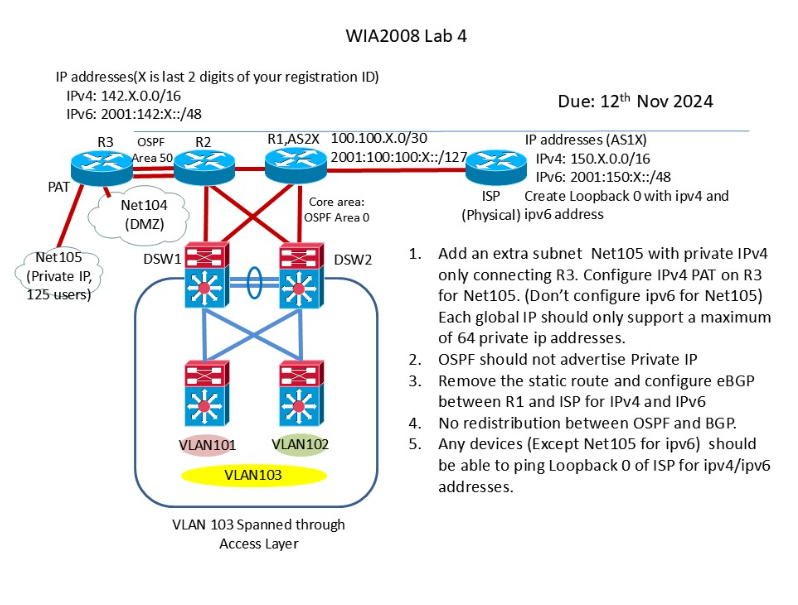 WIA2008 Lab 4
IP addresses(X is last 2 digits of your registration ID)
IPv4: 142.X.0.0/16
IPv6: 2001:142:X::/48
Due: 12th Nov 2024
R3
OSPF
Area 50
R2
R1,AS2X
100.100.X.0/30
2001:100:100:X::/127
IP addresses (AS1X)
IPv4: 150.X.0.0/16
IPv6: 2001:150:X::/48
ISP
(Physical)
Create Loopback 0 with ipv4 and
ipv6 address
PAT
Net104
(DMZ)
Core area:
OSPF Area 0
Net105
(Private IP,
125 users)
DSW1
DSW2
VLAN101
VLAN102
VLAN103
VLAN 103 Spanned through
Access Layer
1. Add an extra subnet Net105 with private IPv4
only connecting R3. Configure IPv4 PAT on R3
for Net105. (Don't configure ipv6 for Net105)
Each global IP should only support a maximum
of 64 private ip addresses.
2. OSPF should not advertise Private IP
3. Remove the static route and configure eBGP
between R1 and ISP for IPv4 and IPv6
4. No redistribution between OSPF and BGP.
5. Any devices (Except Net105 for ipv6) should
be able to ping Loopback 0 of ISP for ipv4/ipv6
addresses.